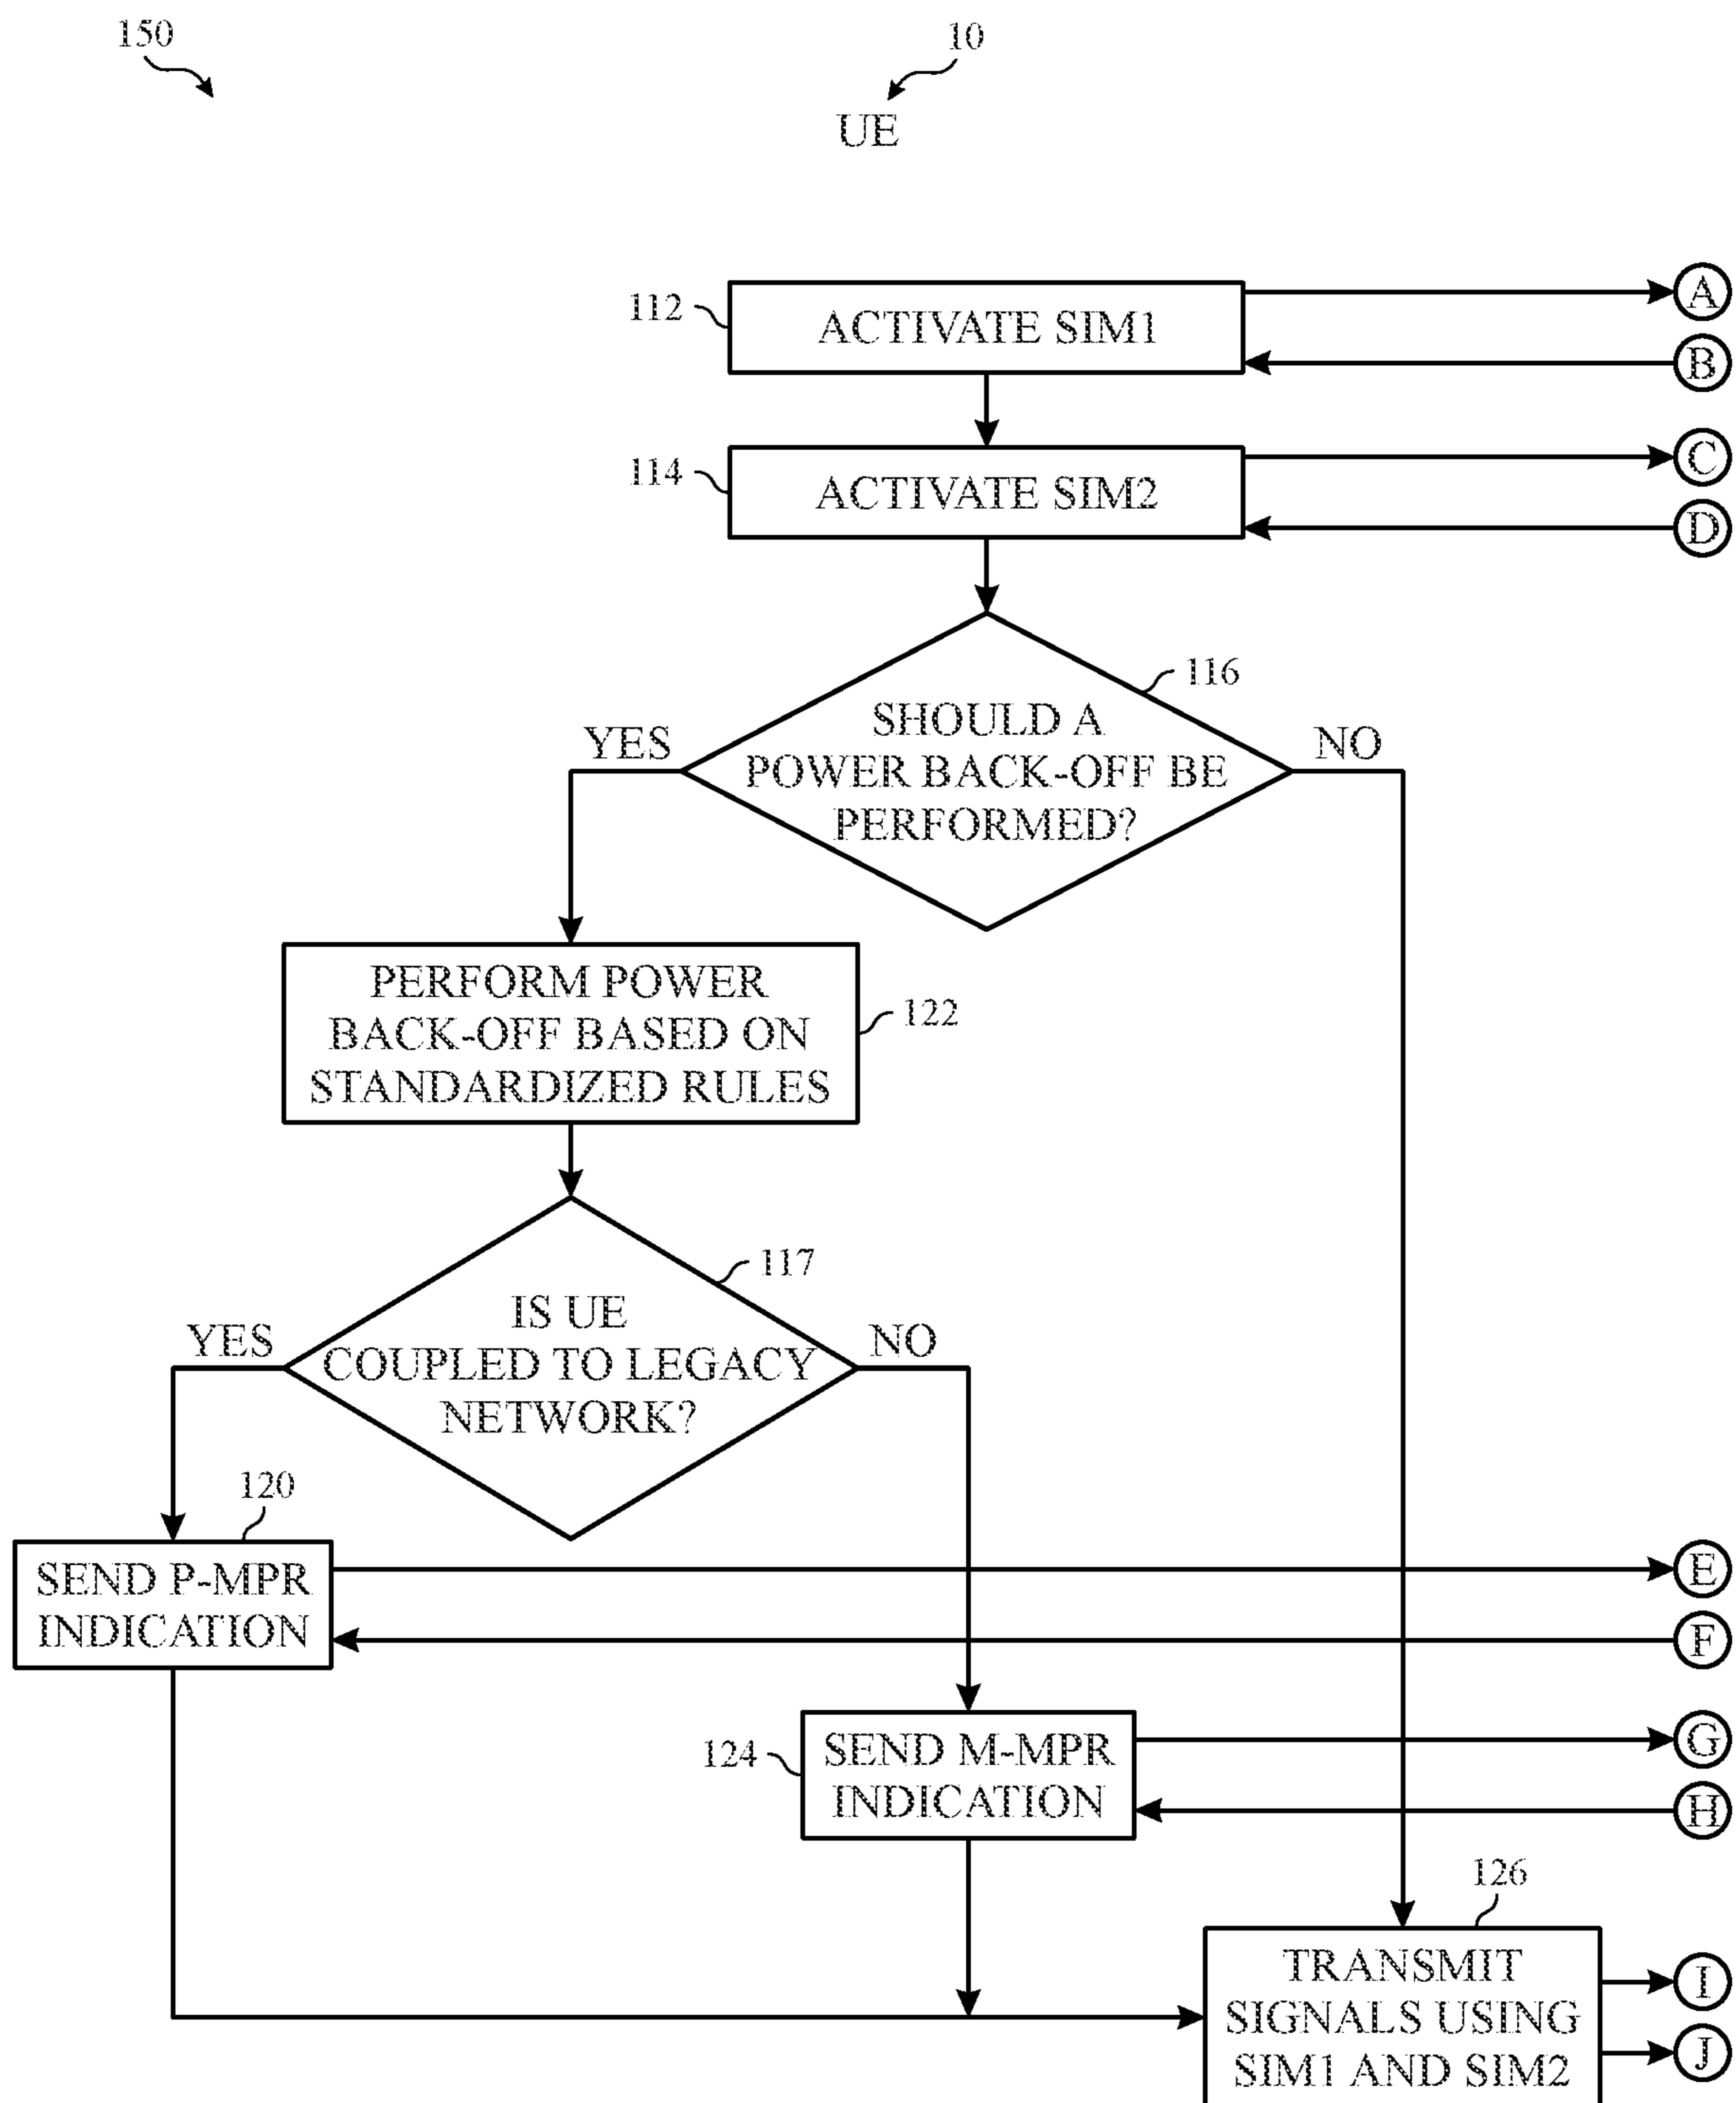 150
10
UE
112
ACTIVATE SIM1
A
B
114
ACTIVATE SIM2
C
D
116
SHOULD A
POWER BACK-OFF BE
PERFORMED?
YES
NO
PERFORM POWER
BACK-OFF BASED ON
STANDARDIZED RULES
122
117
IS UE
COUPLED TO LEGACY
NETWORK?
YES
NO
120
SEND P-MPR
INDICATION
E
F
124
SEND M-MPR
INDICATION
G
H
126
TRANSMIT
SIGNALS USING
SIM1 AND SIM2
I
J